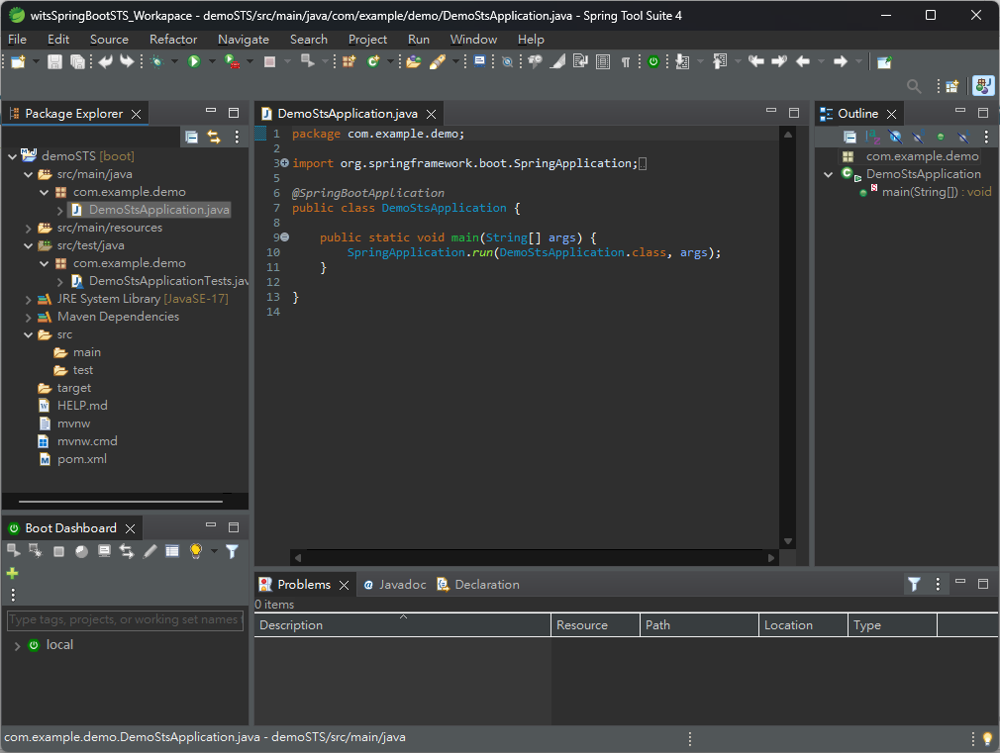 witsSpringBootSTS_Workapace - demoSTS/src/main/java/com/example/demo/DemoStsApplication.java - Spring Tool Suite 4
File Edit Source Refactor Navigate Search Project Run Window Help
Package Explorer
demoSTS [boot]
src/main/java
com.example.demo
DemoStsApplication.java
src/main/resources
src/test/java
com.example.demo
DemoStsApplicationTests.jav
JRE System Library [JavaSE-17]
Maven Dependencies
src
main
test
target
HELP.md
mvnw
mvnw.cmd
pom.xml
DemoStsApplication.java
1 package com.example.demo;
2
3 import org.springframework.boot.SpringApplication;
5
6 @SpringBootApplication
7 public class DemoStsApplication {
8
9 public static void main(String[] args) {
10 SpringApplication.run(DemoStsApplication.class, args);
11 }
12
13 }
14
Outline
com.example.demo
DemoStsApplication
main(String[]) : void
Boot Dashboard
Type tags, projects, or working set names
local
Problems Javadoc Declaration
0 items
Description Resource Path Location Type
com.example.demo.DemoStsApplication.java - demoSTS/src/main/java